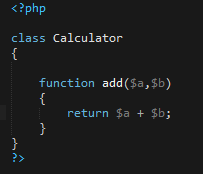 <?php
class Calculator
{
    function add($a,$b)
    {
        return $a + $b;
    }
}
?>